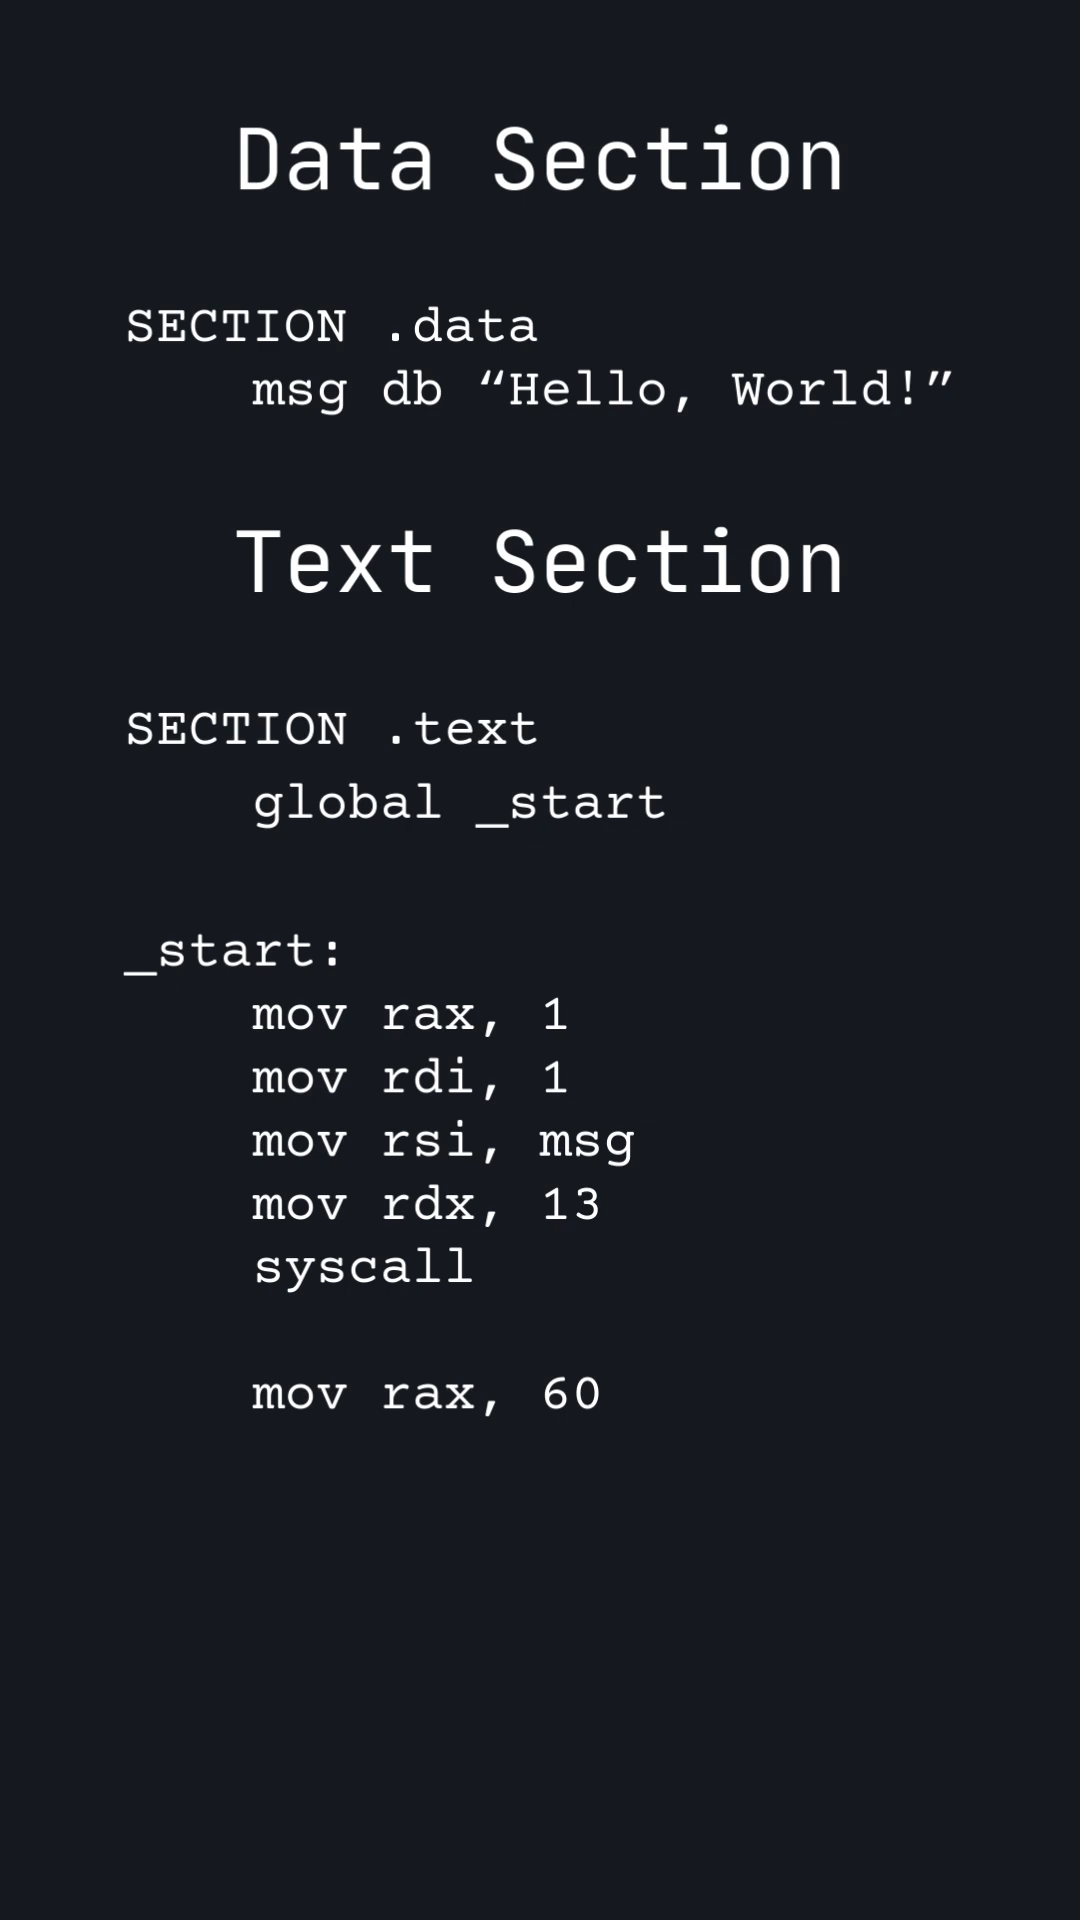 Data Section
SECTION .data
msg db “Hello, World!”
Text Section
SECTION .text
global _start
_start:
mov rax, 1
mov rdi, 1
mov rsi, msg
mov rdx, 13
syscall
mov rax, 60